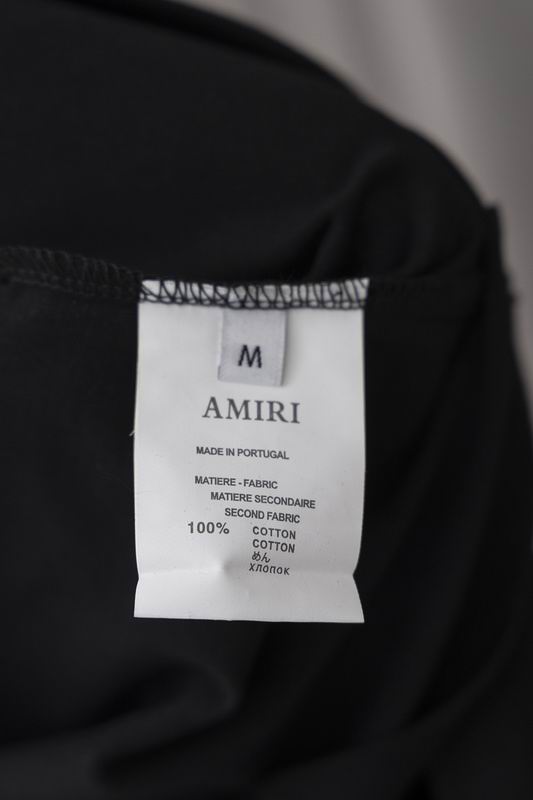 M
AMIRI
MADE IN PORTUGAL
MATIERE - FABRIC
MATIERE SECONDAIRE
SECOND FABRIC
100% COTTON
COTTON
めん
ХЛОПОК